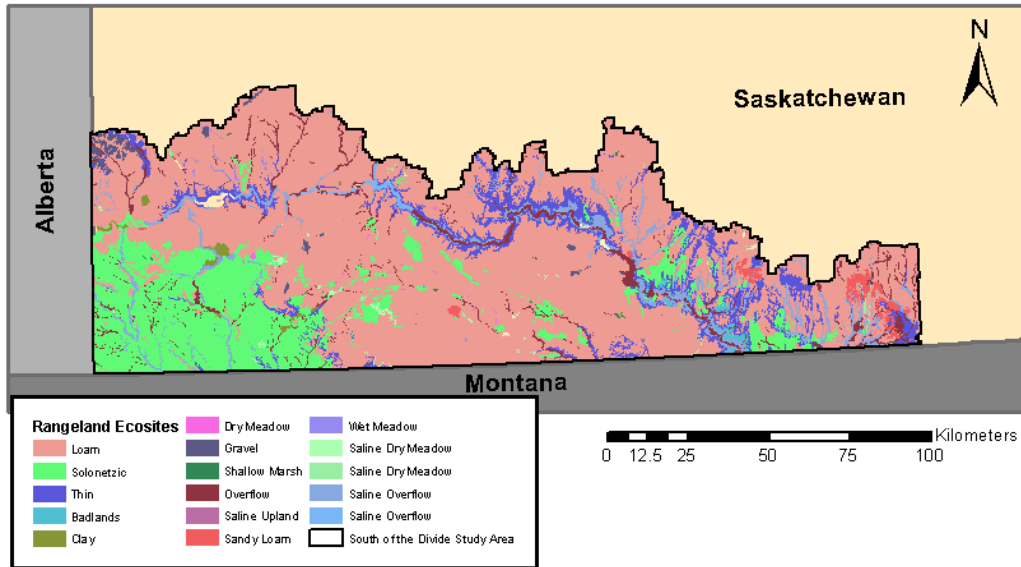 N
Saskatchewan
Alberta
Montana
Rangeland Ecosites
Loam
Solonetzic
Thin
Badlands
Clay
Dry Meadow
Gravel
Shallow Marsh
Overflow
Saline Upland
Sandy Loam
Wet Meadow
Saline Dry Meadow
Saline Dry Meadow
Saline Overflow
Saline Overflow
South of the Divide Study Area
Kilometers
0 12.5 25 50 75 100